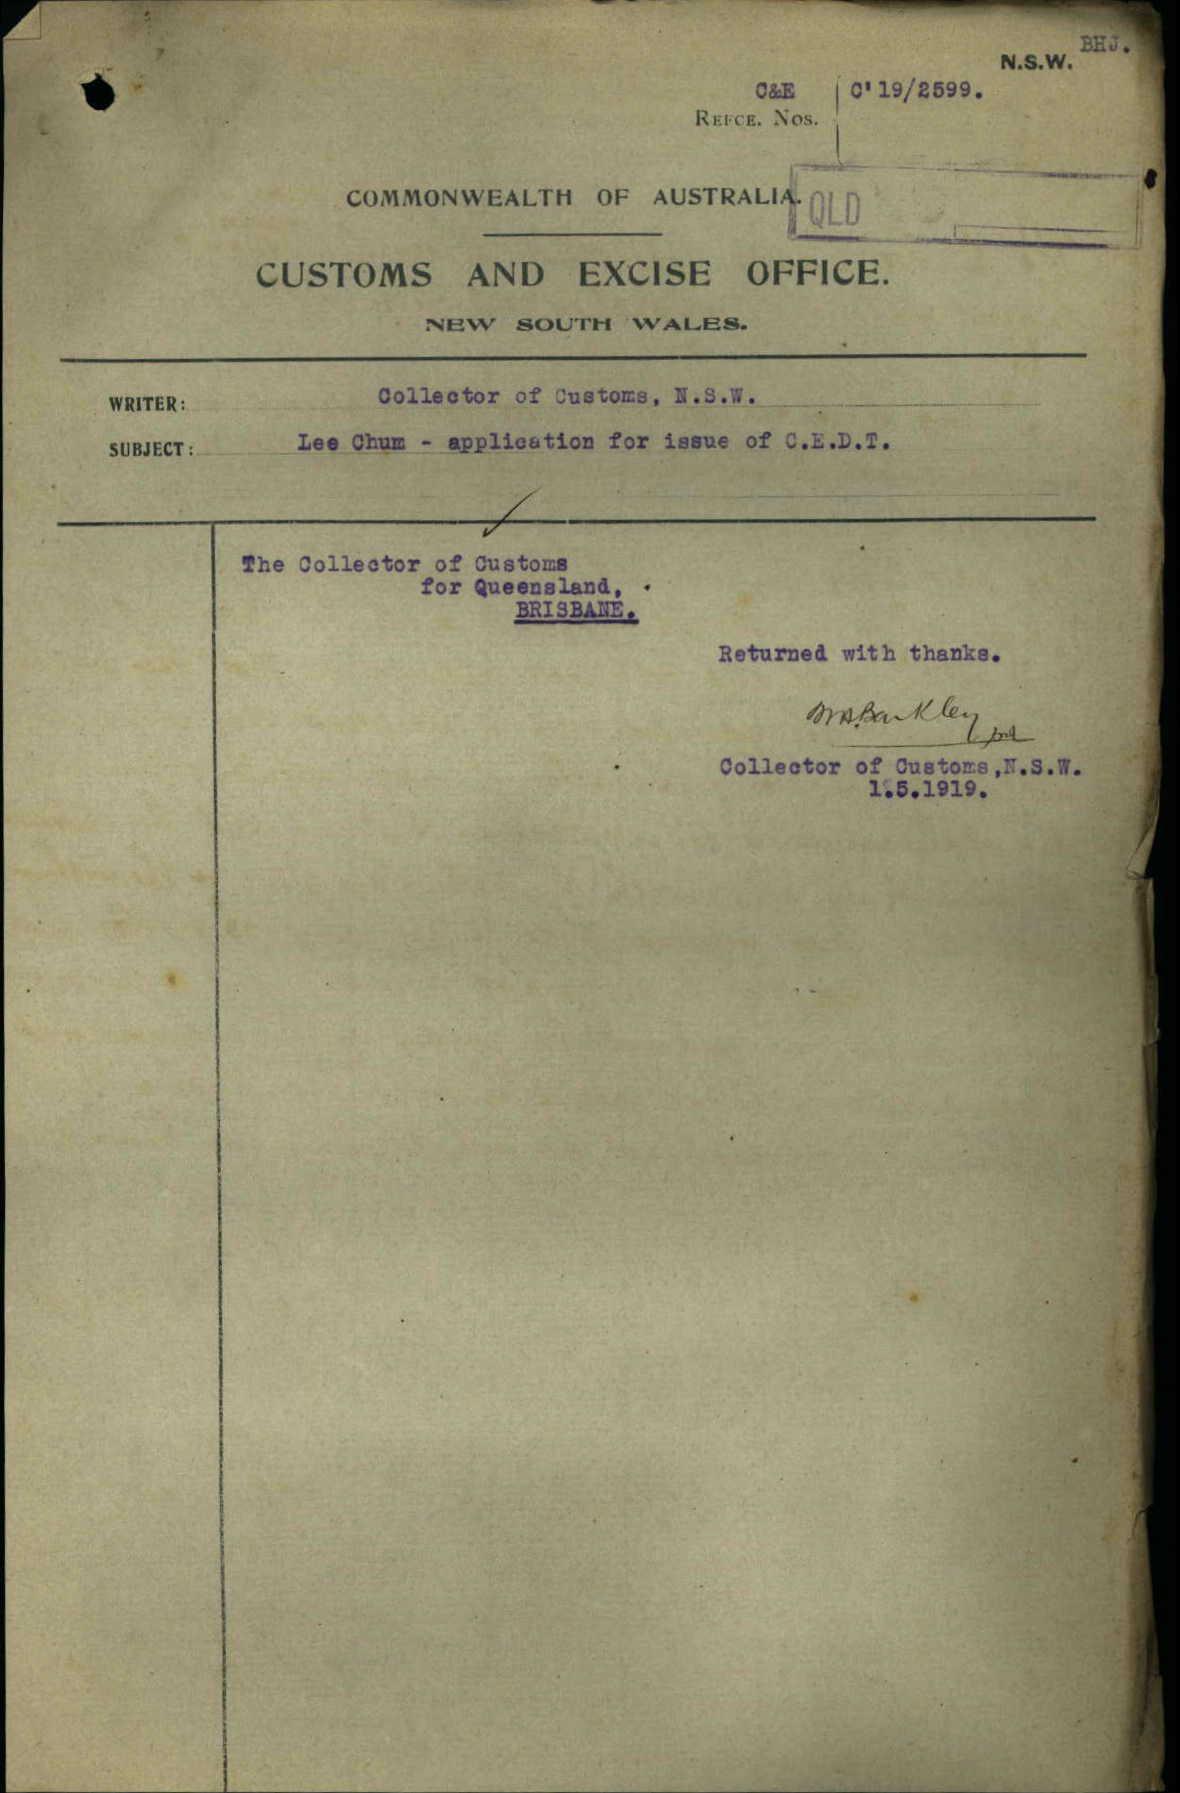 BHJ.
N.S.W.
C&E C'19/2599.
REFCE. NOS.
COMMONWEALTH OF AUSTRALIA.
QLD
CUSTOMS AND EXCISE OFFICE.
NEW SOUTH WALES.
WRITER: Collector of Customs, N.S.W.
SUBJECT: Lee Chum - application for issue of C.E.D.T.
The Collector of Customs
for Queensland,
BRISBANE.
Returned with thanks.
Barkley
Collector of Customs, N.S.W.
1.5.1919.